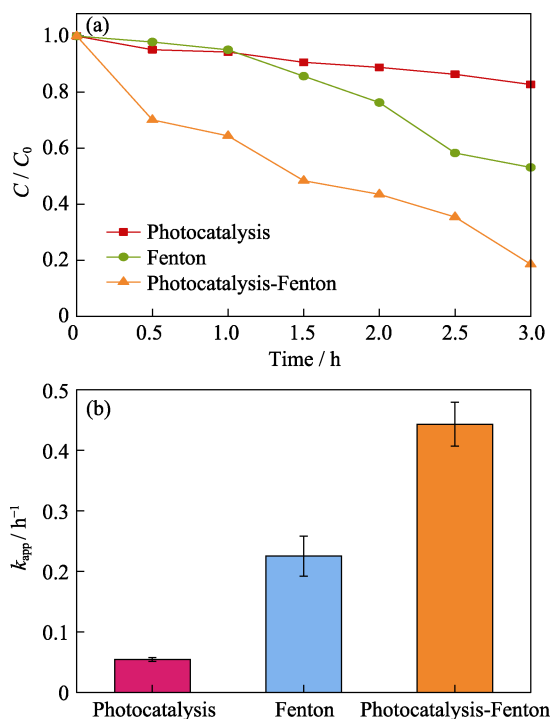 (a)
1.0
0.8
0.6
0.4
0.2
0
C / C₀
Photocatalysis
Fenton
Photocatalysis-Fenton
0 0.5 1.0 1.5 2.0 2.5 3.0
Time / h
(b)
0.5
0.4
0.3
0.2
0.1
0
kapp / h⁻¹
Photocatalysis Fenton Photocatalysis-Fenton